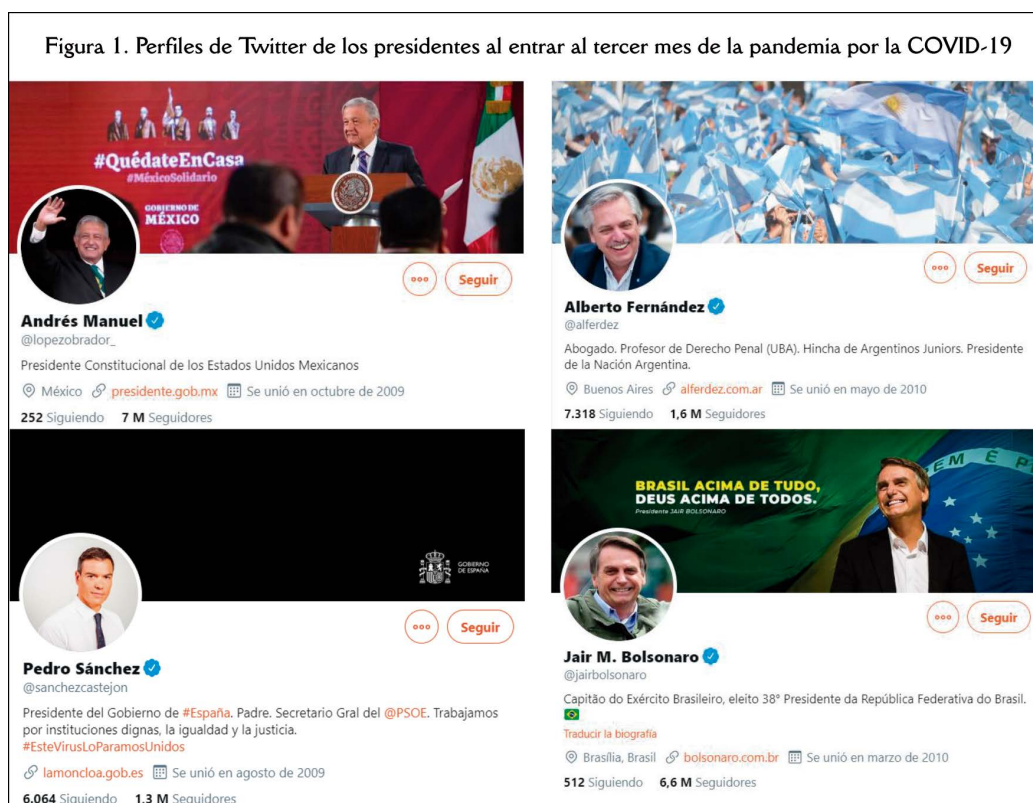 Figura 1. Perfiles de Twitter de los presidentes al entrar al tercer mes de la pandemia por la COVID-19
#QuédateEnCasa
#MéxicoSolidario
GOBIERNO DE
MÉXICO
Seguir
Andrés Manuel
@lopezobrador_
Presidente Constitucional de los Estados Unidos Mexicanos
México presidente.gob.mx Se unió en octubre de 2009
252 Siguiendo 7 M Seguidores
Seguir
Alberto Fernández
@alferdez
Abogado. Profesor de Derecho Penal (UBA). Hincha de Argentinos Juniors. Presidente
de la Nación Argentina.
Buenos Aires alferdez.com.ar Se unió en mayo de 2010
7.318 Siguiendo 1,6 M Seguidores
GOBIERNO
DE ESPAÑA
Seguir
Pedro Sánchez
@sanchezcastejon
Presidente del Gobierno de #España. Padre. Secretario Gral del @PSOE. Trabajamos
por instituciones dignas, la igualdad y la justicia.
#EsteVirusLoParamosUnidos
lamoncloa.gob.es Se unió en agosto de 2009
6.064 Siguiendo 1,3 M Seguidores
BRASIL ACIMA DE TUDO,
DEUS ACIMA DE TODOS.
Presidente JAIR BOLSONARO
EM E P
Seguir
Jair M. Bolsonaro
@jairbolsonaro
Capitão do Exército Brasileiro, eleito 38° Presidente da República Federativa do Brasil.
Traducir la biografía
Brasília, Brasil bolsonaro.com.br Se unió en marzo de 2010
512 Siguiendo 6,6 M Seguidores